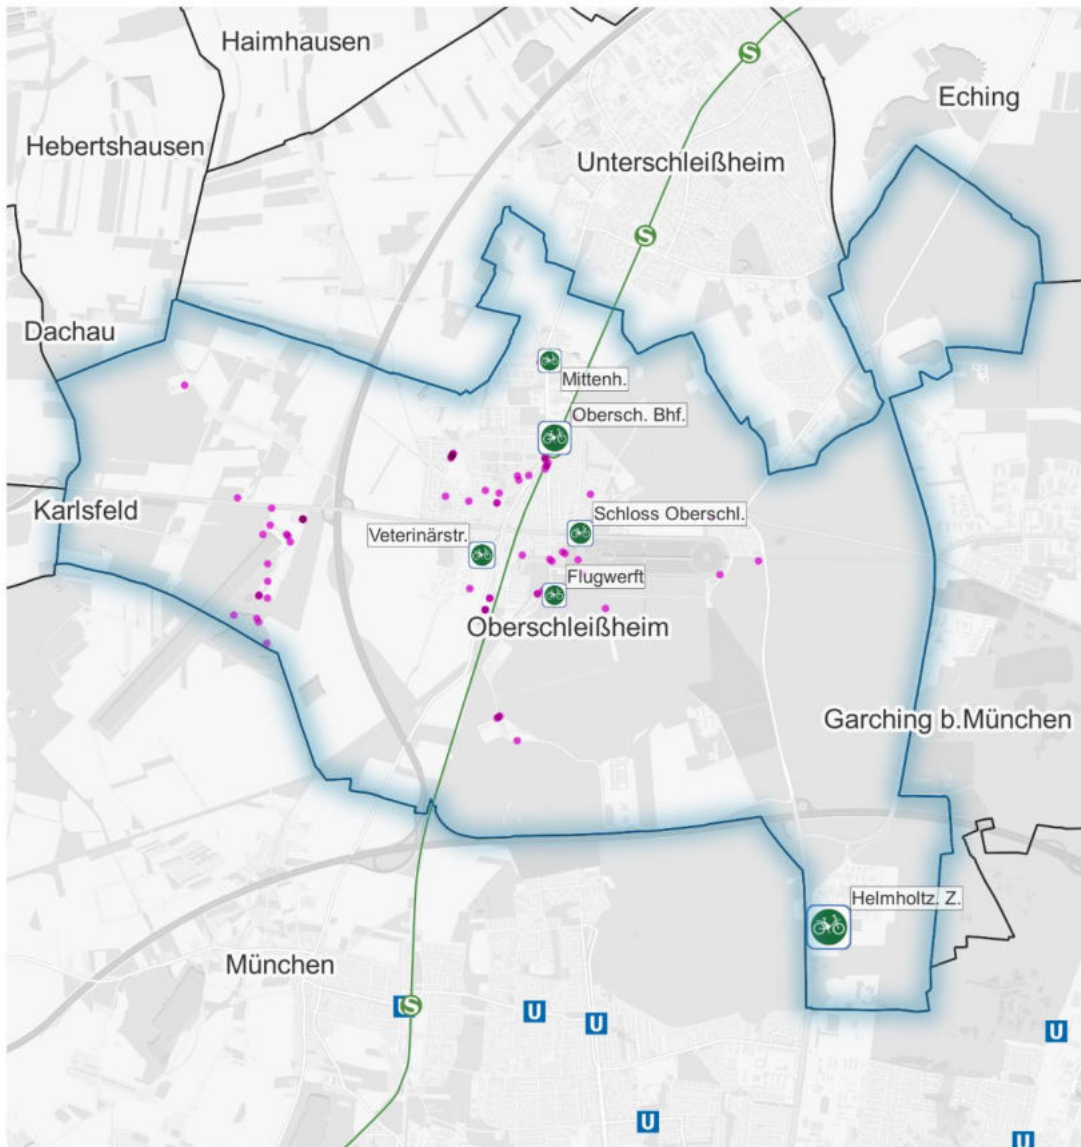 Haimhausen
S
Eching
Hebertshausen
Unterschleißheim
S
Dachau
Mittenh.
Obersch. Bhf.
Karlsfeld
Schloss Oberschl.
Veterinärstr.
Flugwerft
Oberschleißheim
Garching b.München
Helmholtz. Z.
München
U S
U
U
U
U
U